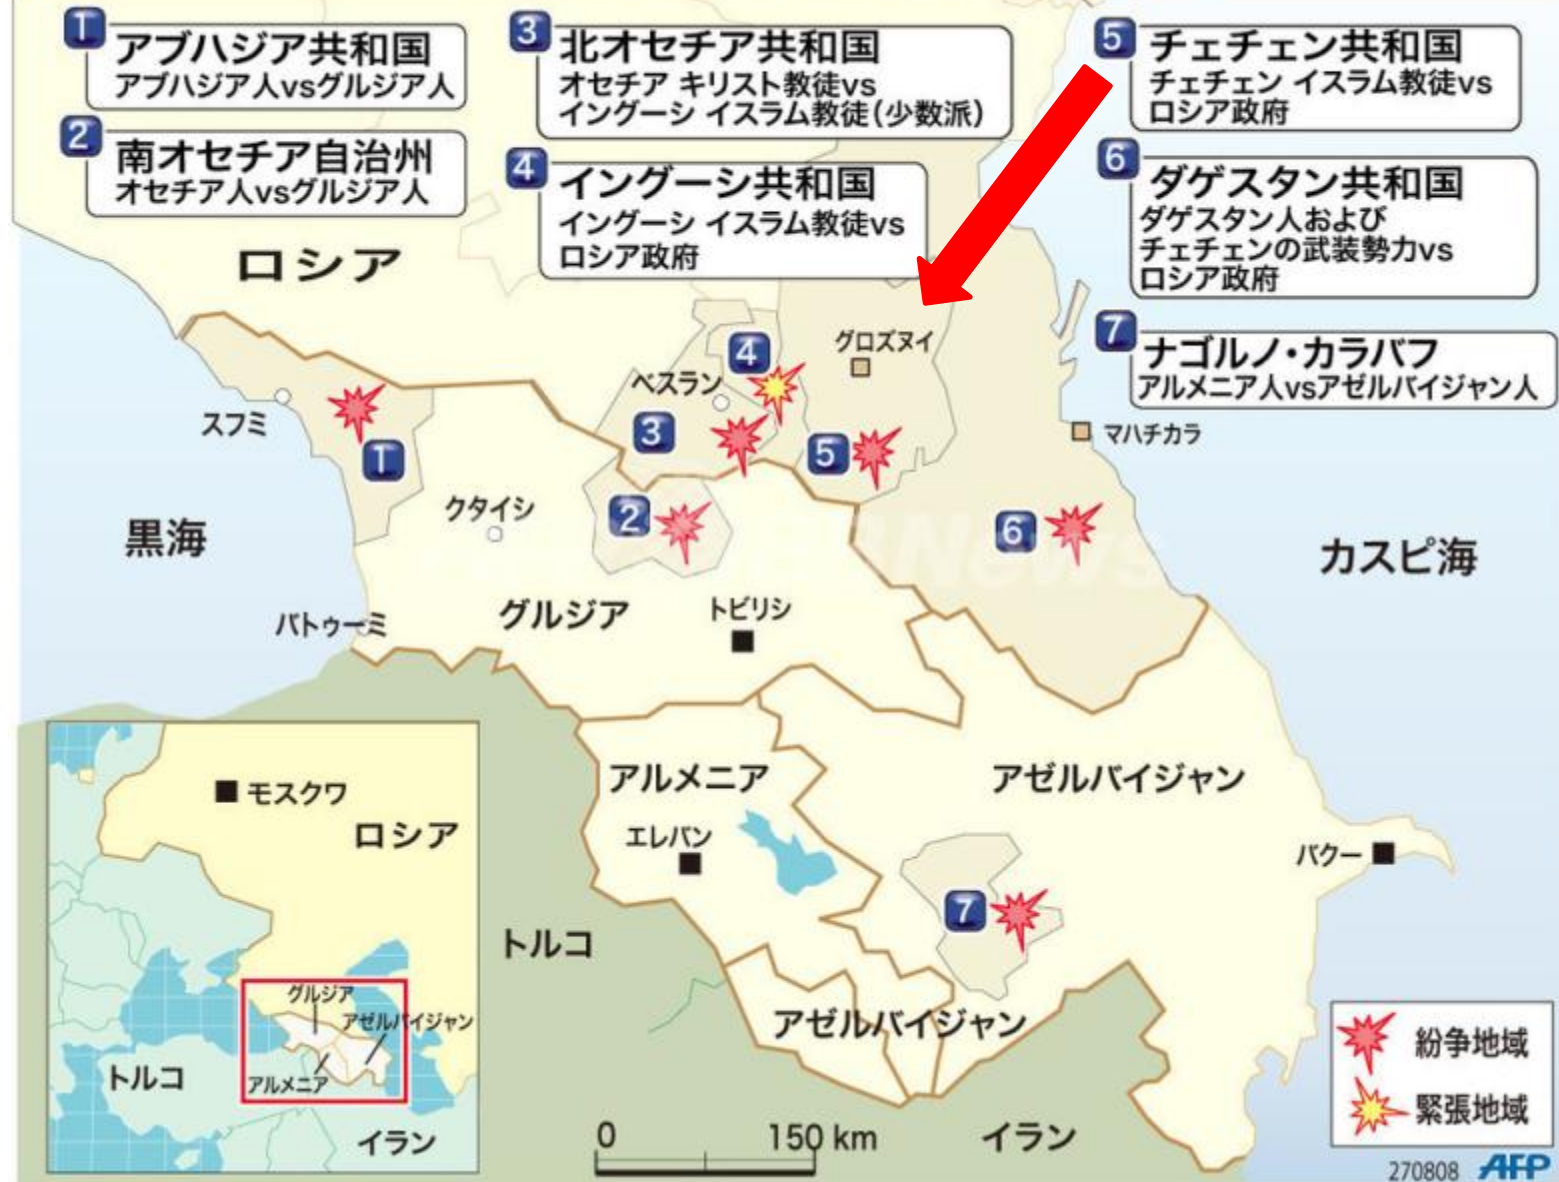 1
アブハジア共和国
アブハジア人vsグルジア人
2
南オセチア自治州
オセチア人vsグルジア人
3
北オセチア共和国
オセチア キリスト教徒vs
イングーシ イスラム教徒(少数派)
4
イングーシ共和国
イングーシ イスラム教徒vs
ロシア政府
5
チェチェン共和国
チェチェン イスラム教徒vs
ロシア政府
6
ダゲスタン共和国
ダゲスタン人および
チェチェンの武装勢力vs
ロシア政府
7
ナゴルノ・カラバフ
アルメニア人vsアゼルバイジャン人
ロシア
グロズヌイ
4
ベスラン
スフミ
3
マハチカラ
1
5
クタイシ
2
6
黒海
カスピ海
News
バトゥーミ
グルジア
トビリシ
アルメニア
アゼルバイジャン
エレバン
バクー
7
トルコ
アゼルバイジャン
イラン
モスクワ
ロシア
グルジア
アゼルバイジャン
トルコ
アルメニア
イラン
0 150 km
紛争地域
緊張地域
270808 AFP